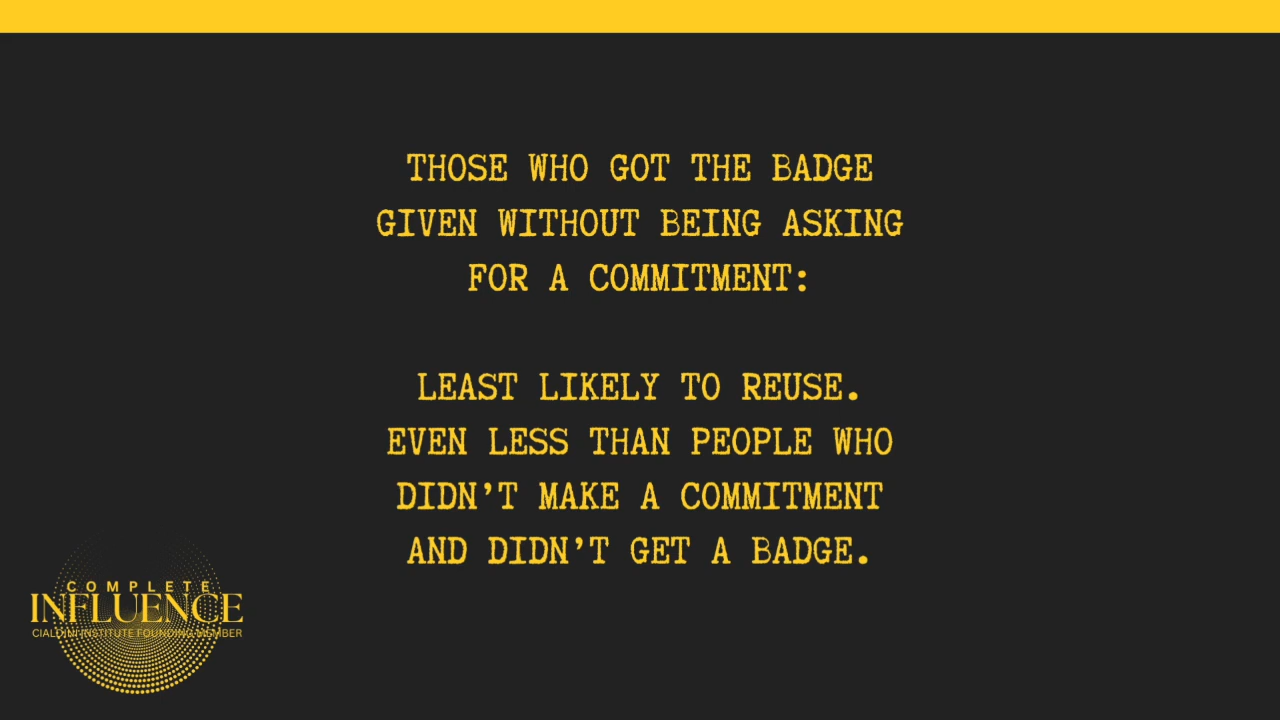 THOSE WHO GOT THE BADGE
GIVEN WITHOUT BEING ASKING
FOR A COMMITMENT:
LEAST LIKELY TO REUSE.
EVEN LESS THAN PEOPLE WHO
DIDN’T MAKE A COMMITMENT
AND DIDN’T GET A BADGE.
COMPLETE
INFLUENCE
CIALDINI INSTITUTE FOUNDING MEMBER